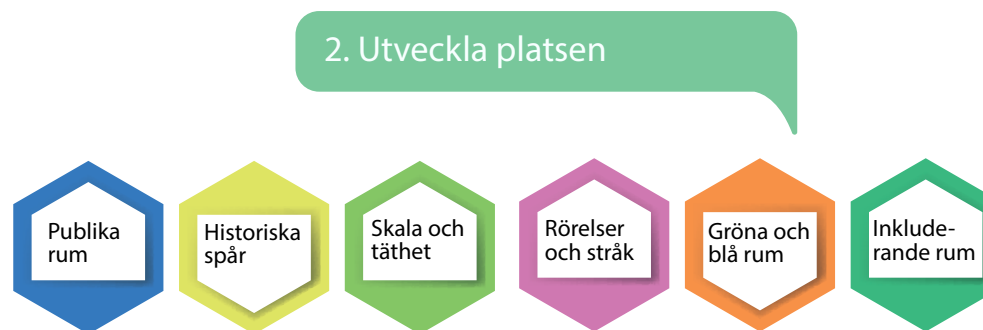 2. Utveckla platsen
Publika
rum
Historiska
spår
Skala och
täthet
Rörelser
och stråk
Gröna och
blå rum
Inklude-
rande rum